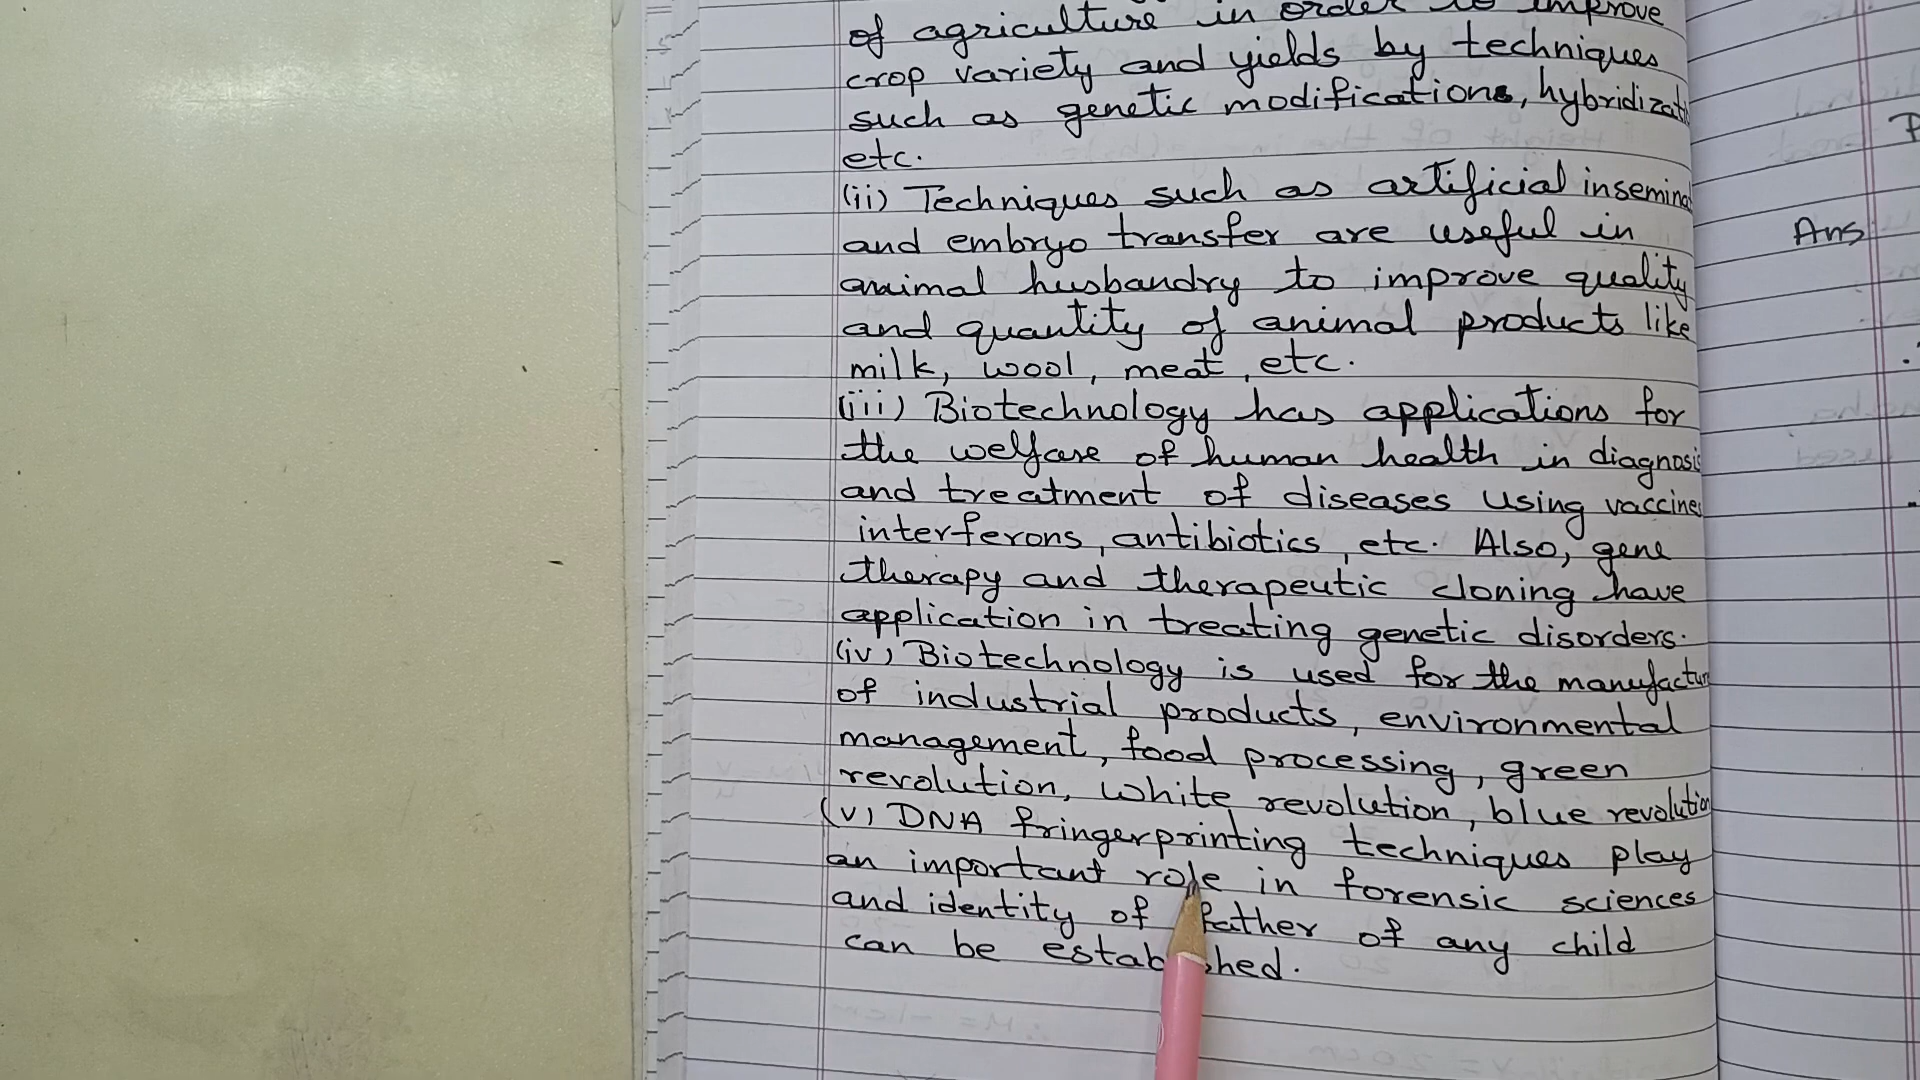 of agriculture in order to improve
crop variety and yields by techniques
such as genetic modifications, hybridizati
etc.
(ii) Techniques such as artificial insemina
and embryo transfer are useful in
animal husbandry to improve quality
and quantity of animal products like
milk, wool, meat, etc.
(iii) Biotechnology has applications for
the welfare of human health in diagnosis
and treatment of diseases using vaccines
interferons, antibiotics, etc. Also, gene
therapy and therapeutic cloning have
application in treating genetic disorders.
(iv) Biotechnology is used for the manufactur
of industrial products, environmental
management, food processing, green
revolution, white revolution, blue revolution
(v) DNA fringerprinting techniques play
an important role in forensic sciences
and identity of father of any child
can be established.
Ans